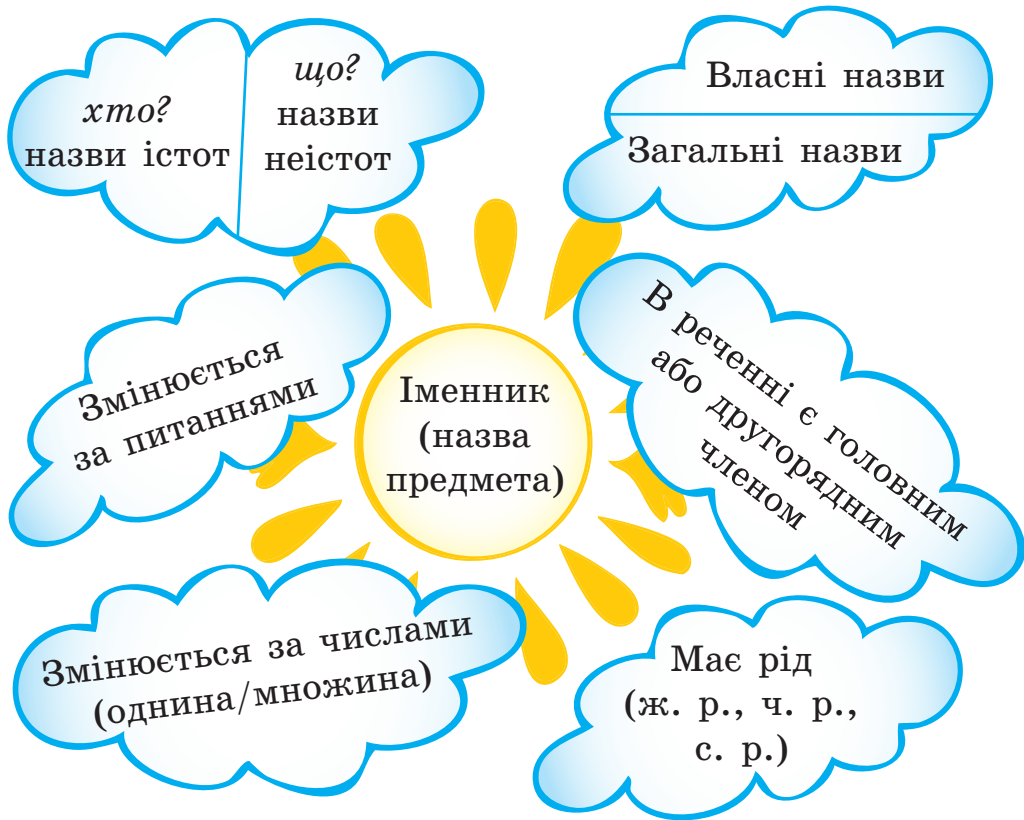 хто?
назви істот
що?
назви
неістот
Власні назви
Загальні назви
Змінюється
за питаннями
Іменник
(назва
предмета)
В реченні є головним
або другорядним
членом
Змінюється за числами
(однина/множина)
Має рід
(ж. р., ч. р.,
с. р.)